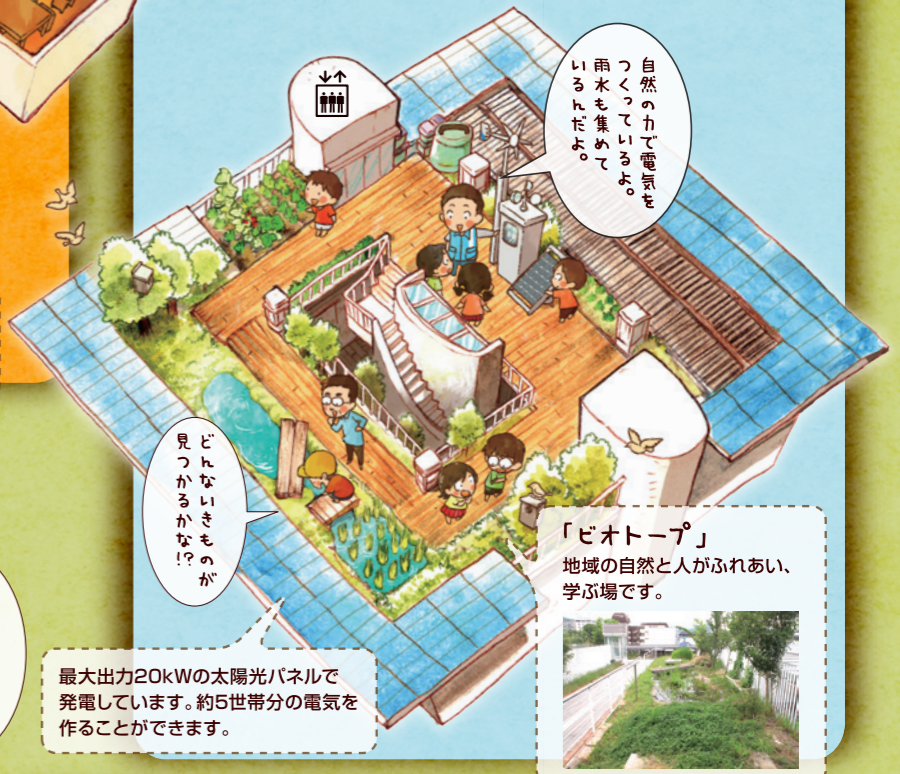 自然の力で電気を
つくっているよ。
雨水も集めて
いるんだよ。
どんないきものが
見つかるかな!?
「ビオトープ」
地域の自然と人がふれあい、
学ぶ場です。
最大出力20kWの太陽光パネルで
発電しています。約5世帯分の電気を
作ることができます。